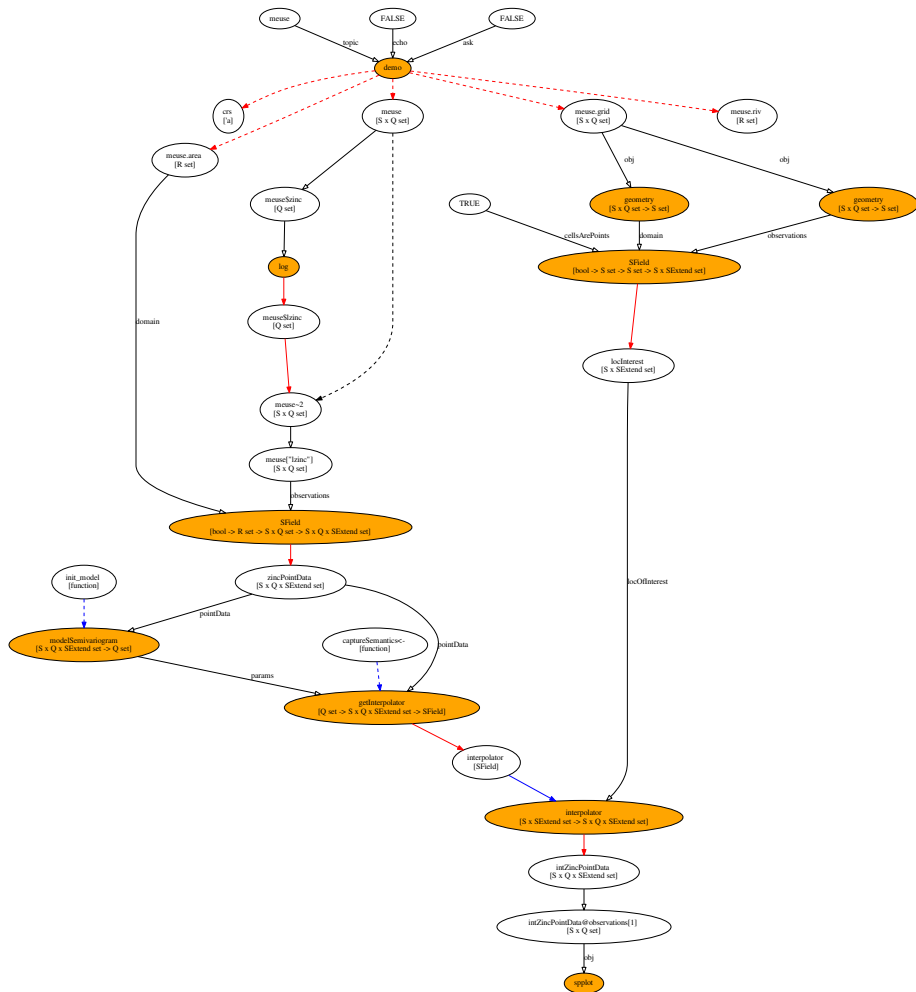 meuse
FALSE
FALSE
topic
echo
ask
demo
crs
['a]
meuse
[S x Q set]
meuse.grid
[S x Q set]
meuse.riv
[R set]
meuse.area
[R set]
obj
obj
meuse$zinc
[Q set]
TRUE
geometry
[S x Q set -> S set]
geometry
[S x Q set -> S set]
cellsArePoints
domain
observations
log
SField
[bool -> S set -> S set -> S x SExtend set]
meuse$lzinc
[Q set]
domain
locInterest
[S x SExtend set]
meuse~2
[S x Q set]
meuse["lzinc"]
[S x Q set]
observations
SField
[bool -> R set -> S x Q set -> S x Q x SExtend set]
init_model
[function]
zincPointData
[S x Q x SExtend set]
locOfInterest
pointData
modelSemivariogram
[S x Q x SExtend set -> Q set]
captureSemantics<-
[function]
pointData
params
getInterpolator
[Q set -> S x Q x SExtend set -> SField]
interpolator
[SField]
interpolator
[S x SExtend set -> S x Q x SExtend set]
intZincPointData
[S x Q x SExtend set]
intZincPointData@observations[1]
[S x Q set]
obj
spplot